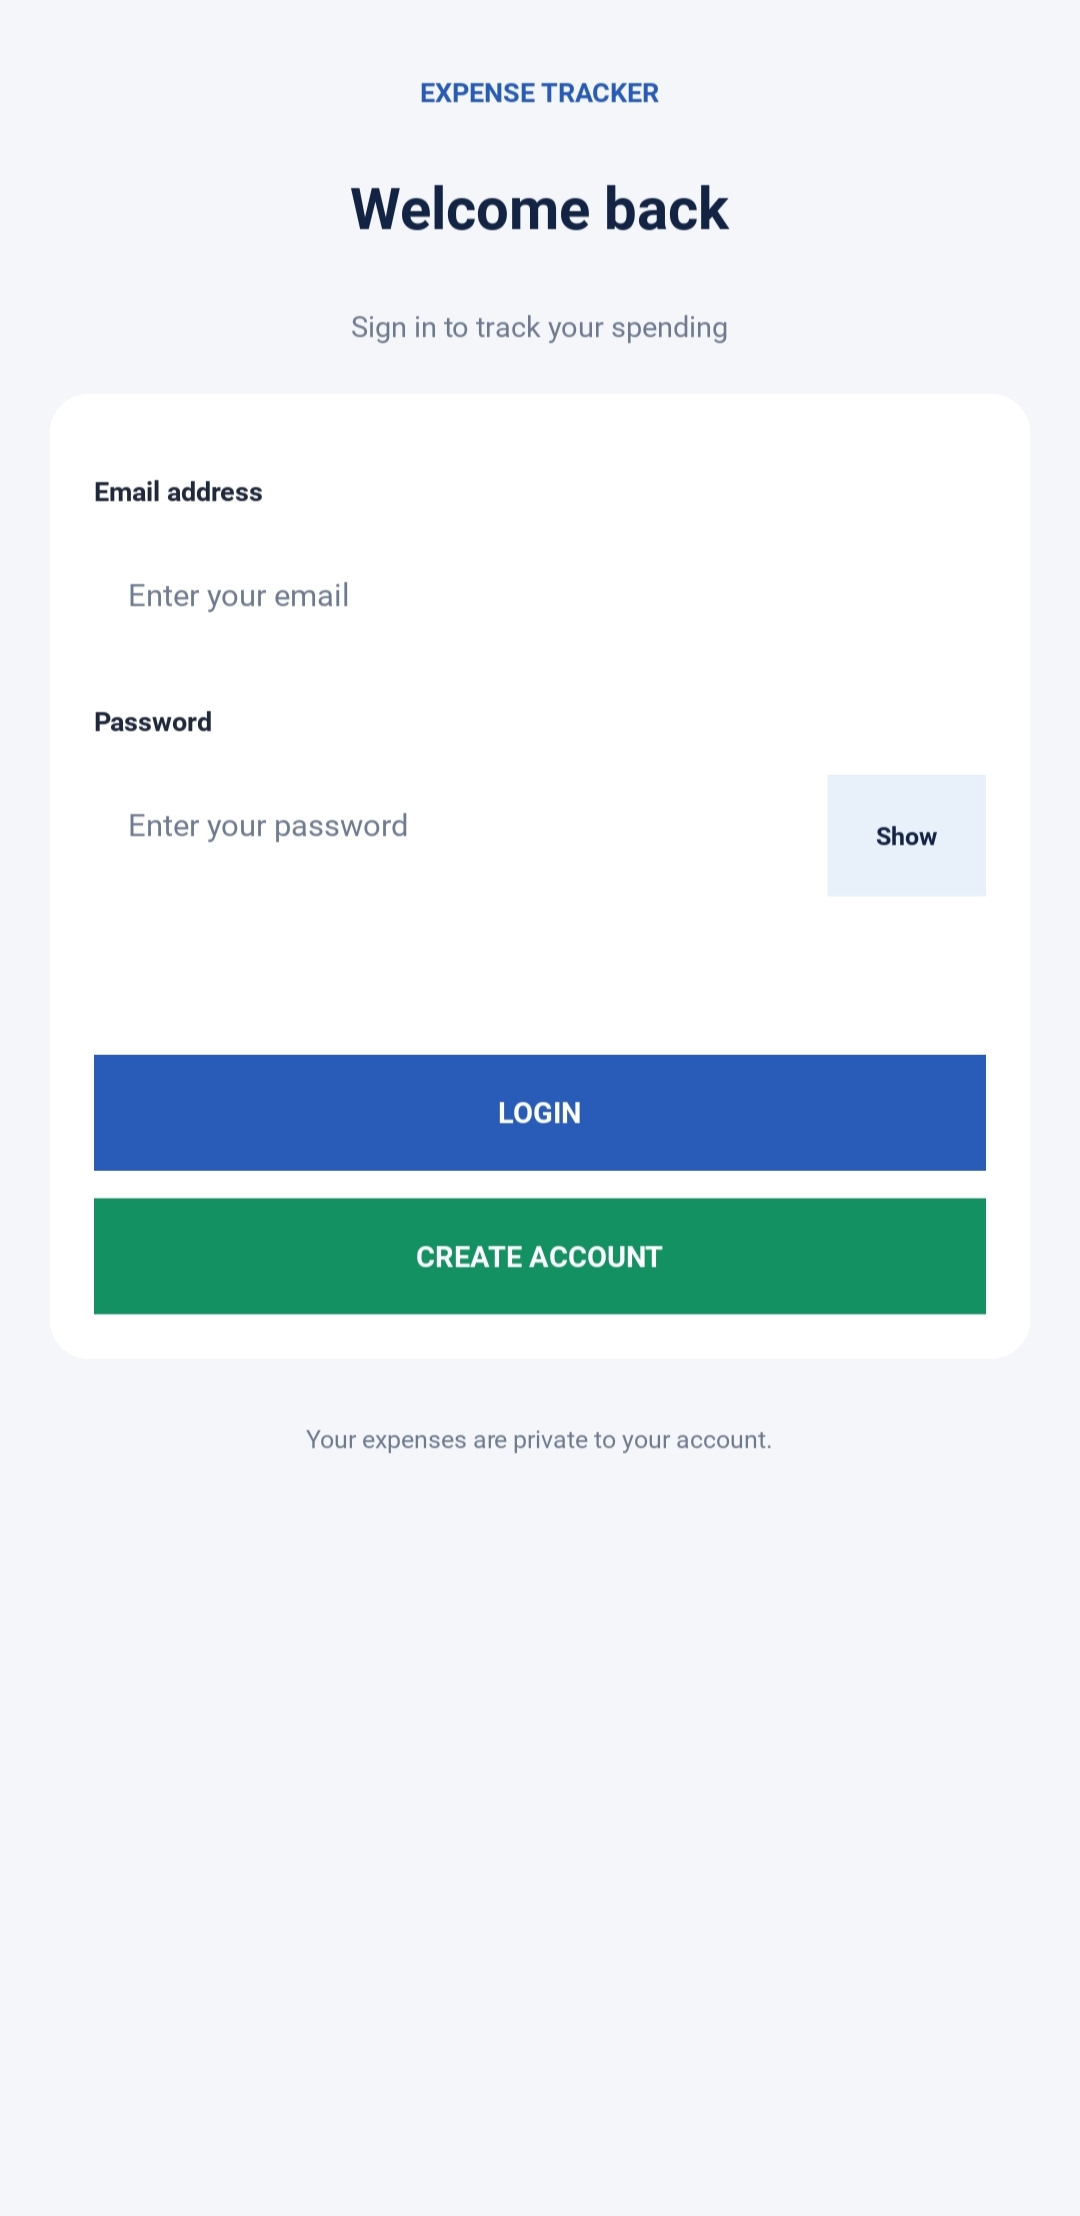 EXPENSE TRACKER
Welcome back
Sign in to track your spending
Email address
Enter your email
Password
Enter your password
Show
LOGIN
CREATE ACCOUNT
Your expenses are private to your account.